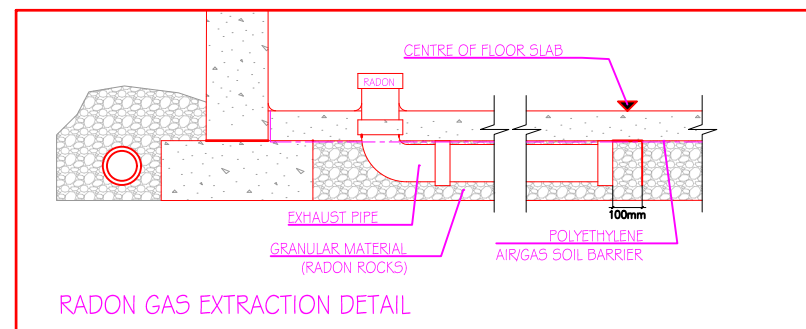 CENTRE OF FLOOR SLAB
RADON
100mm
EXHAUST PIPE
POLYETHYLENE
AIR/GAS SOIL BARRIER
GRANULAR MATERIAL
(RADON ROCKS)
RADON GAS EXTRACTION DETAIL